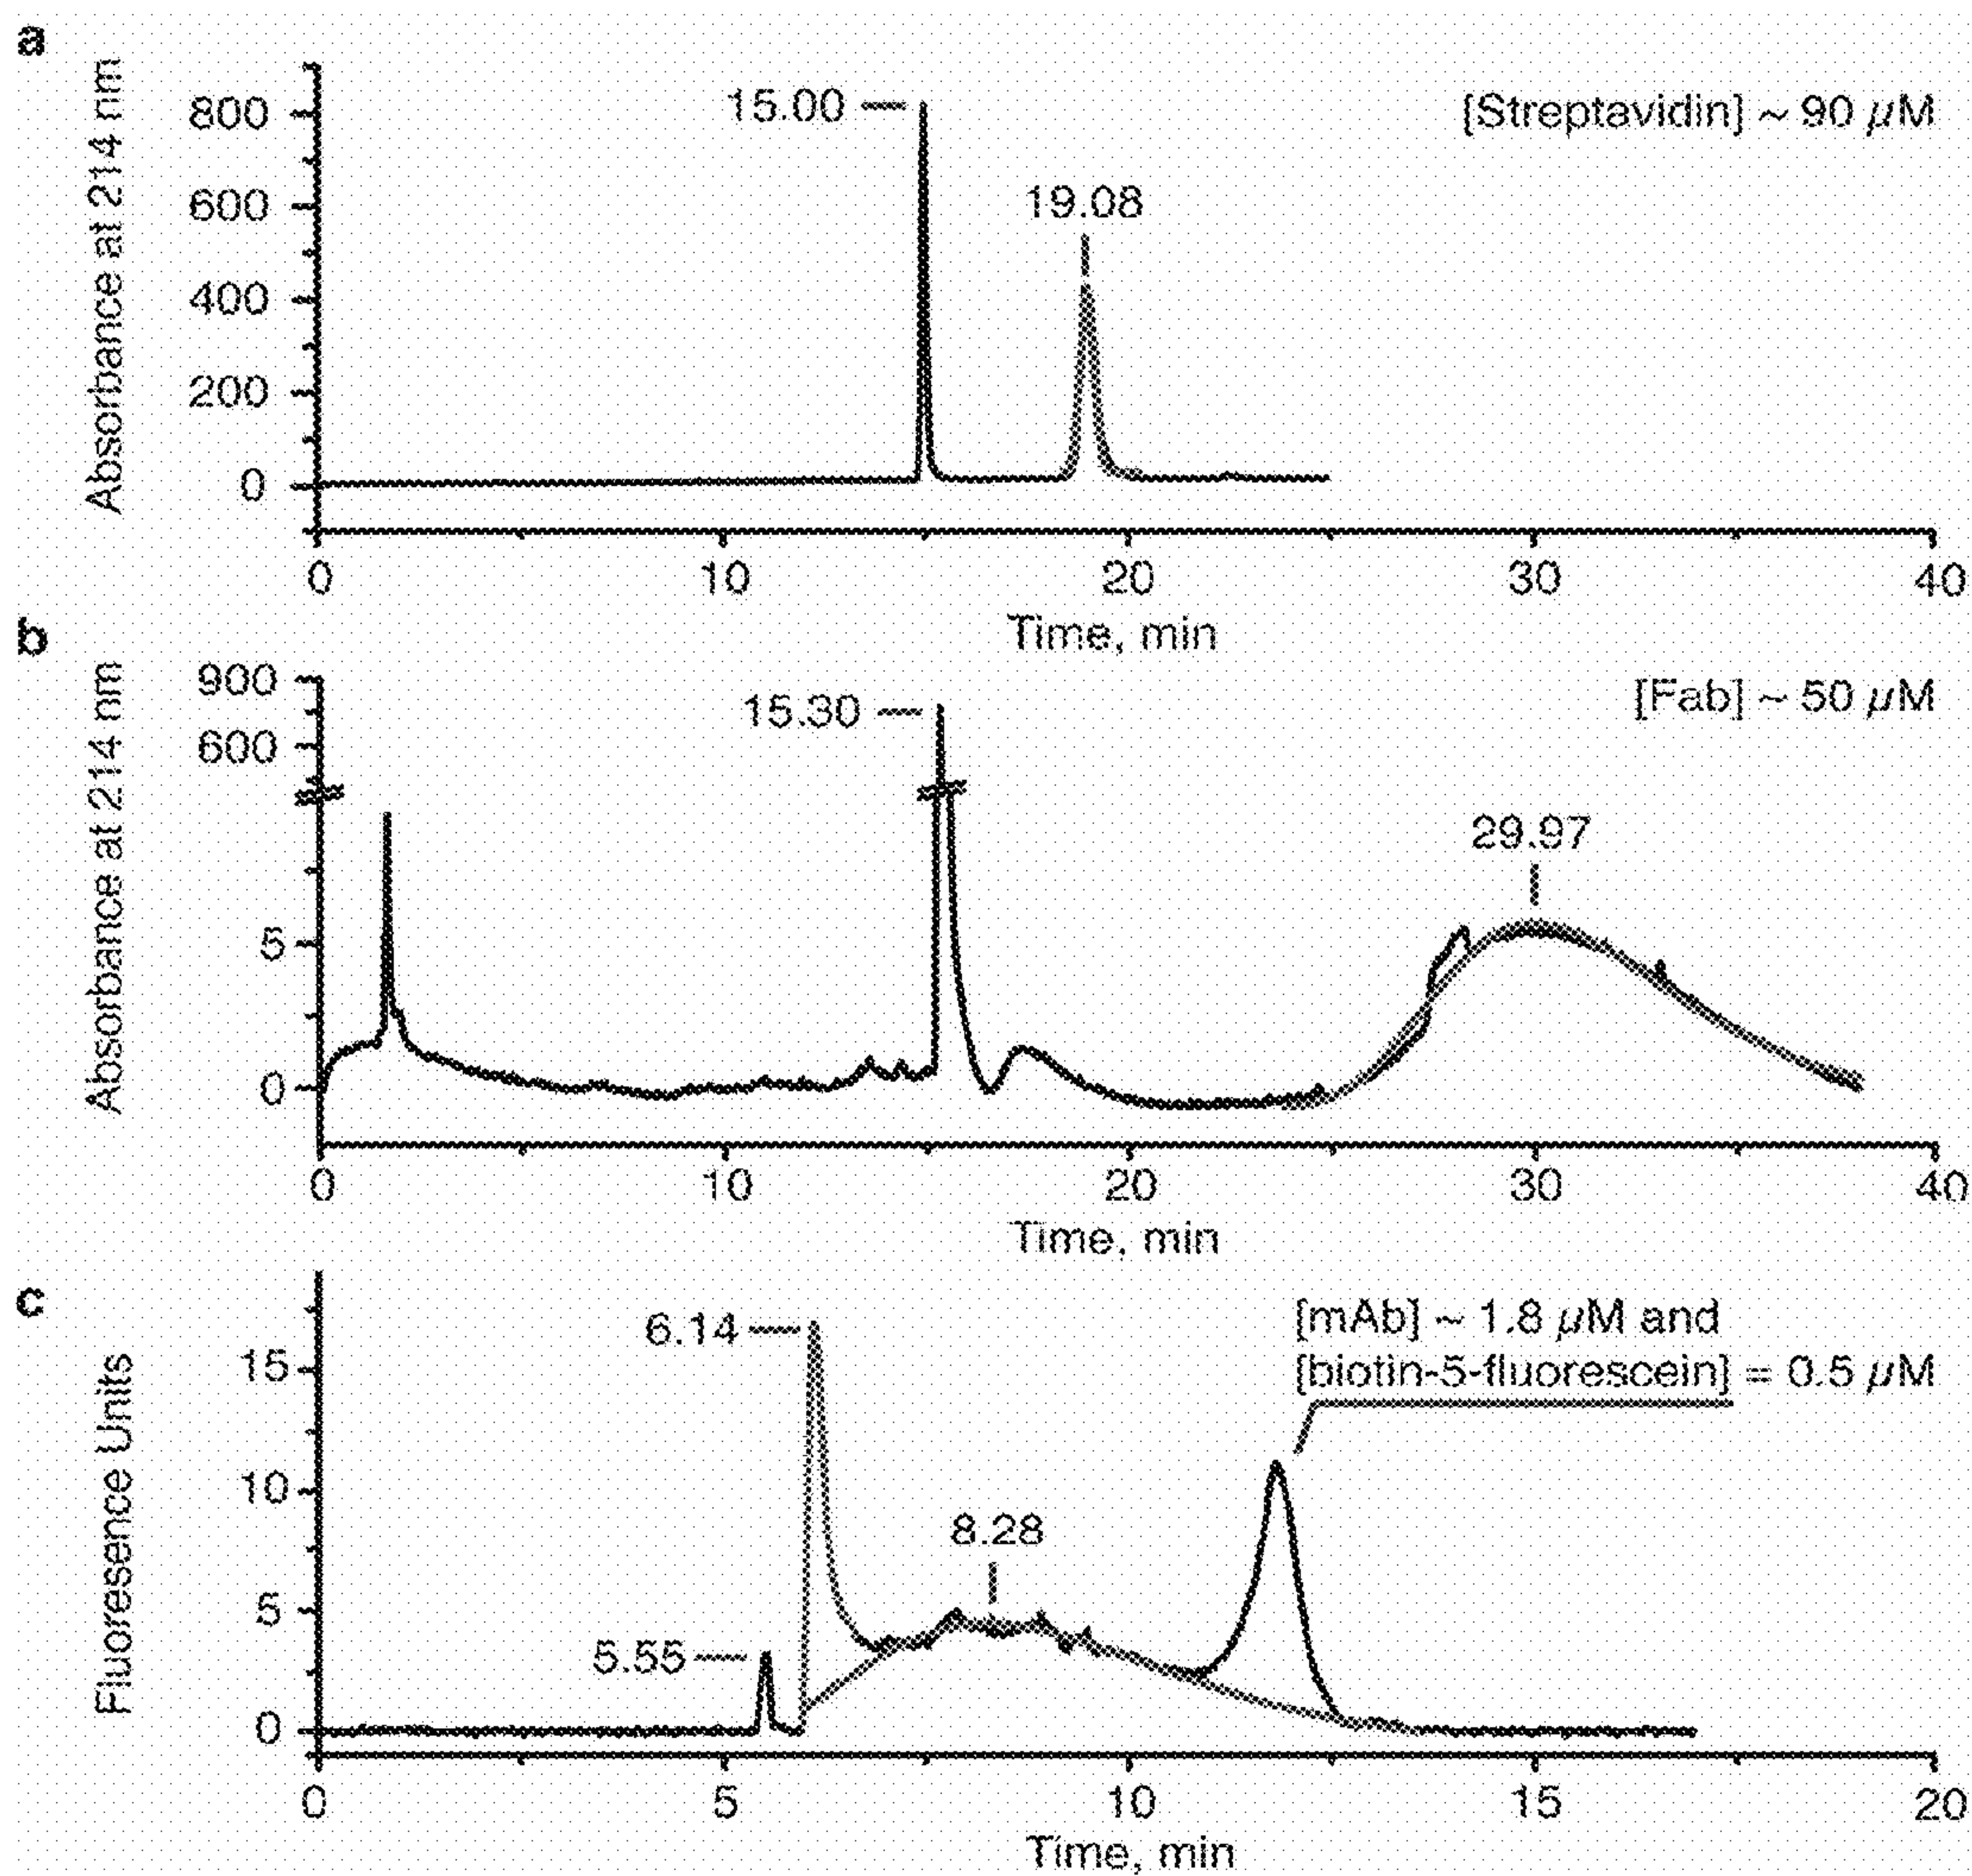 a
Absorbance at 214 nm
800
600
400
200
0
15.00
19.08
[Streptavidin] ~ 90 µM
0 10 20 30 40
Time, min
b
Absorbance at 214 nm
900
600
5
0
15.30
29.97
[Fab] ~ 50 µM
0 10 20 30 40
Time, min
c
Fluoresence Units
15
10
5
0
6.14
5.55
8.28
[mAb] ~ 1.8 µM and
[biotin-5-fluorescein] = 0.5 µM
0 5 10 15 20
Time, min